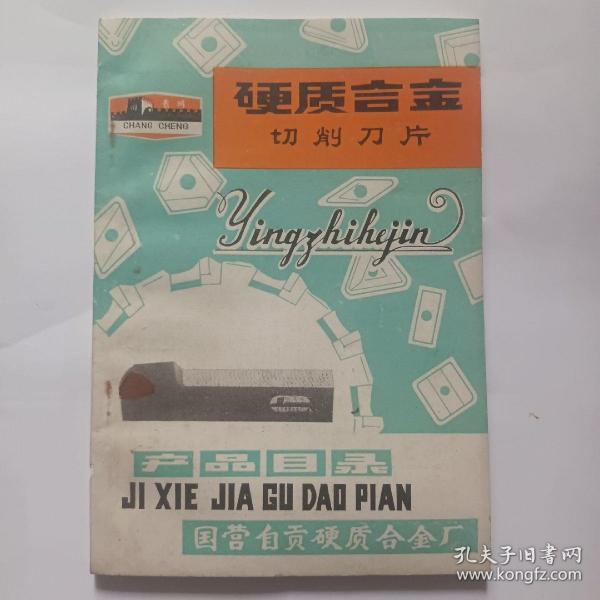 CHANG CHENG
硬质合金
切削刀片
Yingzhihejin
产品目录
JI XIE JIA GU DAO PIAN
国营自贡硬质合金厂
孔夫子旧书网
www.kongfz.com